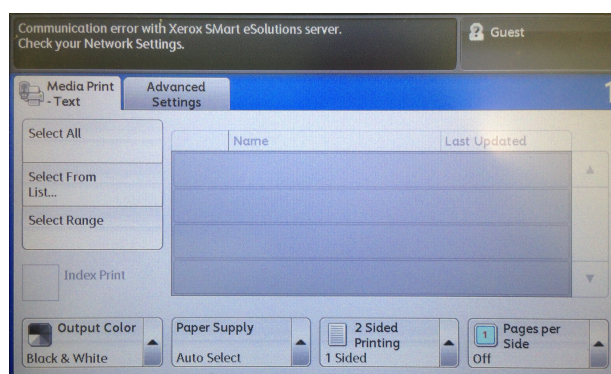 Communication error with Xerox SMart eSolutions server.
Check your Network Settings.
Guest
Media Print
- Text
Advanced
Settings
Select All
Select From
List...
Select Range
Name
Last Updated
Index Print
Output Color
Black & White
Paper Supply
Auto Select
2 Sided
Printing
1 Sided
1
Pages per
Side
Off